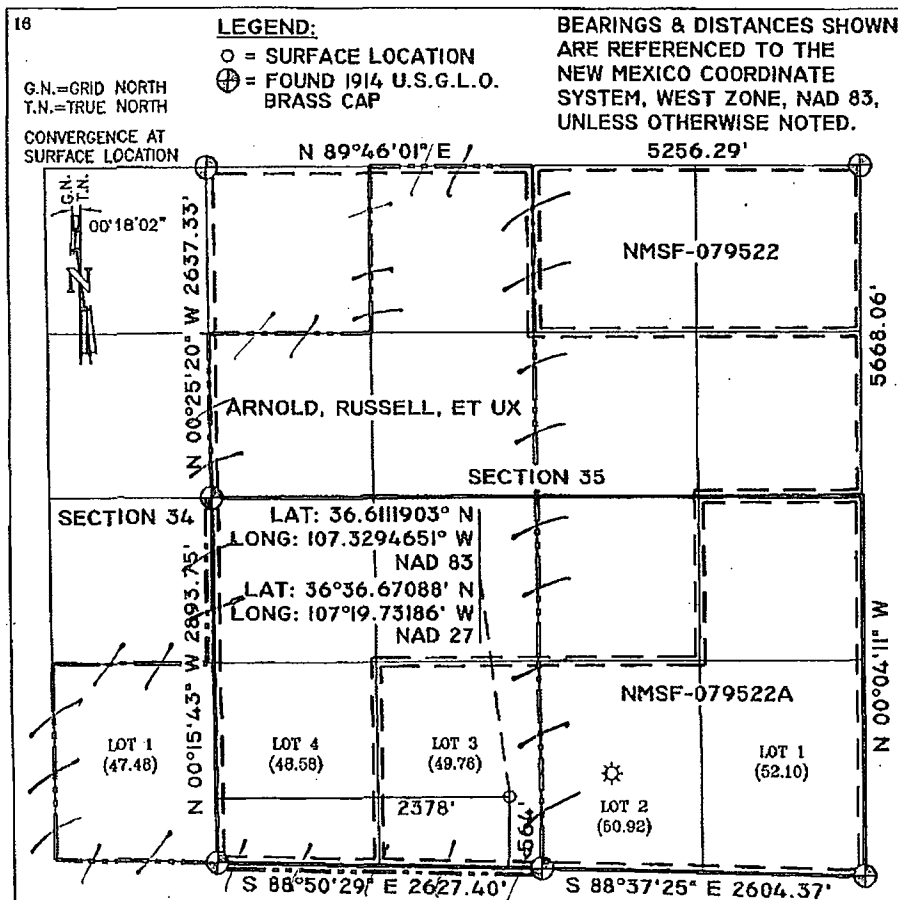 16
LEGEND:
= SURFACE LOCATION
= FOUND 1914 U.S.G.L.O.
BRASS CAP
BEARINGS & DISTANCES SHOWN
ARE REFERENCED TO THE
NEW MEXICO COORDINATE
SYSTEM, WEST ZONE, NAD 83,
UNLESS OTHERWISE NOTED.
G.N.=GRID NORTH
T.N.=TRUE NORTH
CONVERGENCE AT
SURFACE LOCATION
N 89°46'01" E
5256.29'
G.N.
T.N.
00°18'02"
N
N 00°25'20" W 2637.33'
NMSF-079522
5668.06'
ARNOLD, RUSSELL, ET UX
SECTION 35
SECTION 34
LAT: 36.6111903° N
LONG: 107.3294651° W
NAD 83
LAT: 36°36.67088' N
LONG: 107°19.73186' W
NAD 27
N 00°15'43" W 2893.75'
N 00°04'11" W
NMSF-079522A
LOT 1
(47.48)
LOT 4
(48.58)
LOT 3
(49.76)
LOT 2
(50.92)
LOT 1
(52.10)
2378'
564'
S 88°50'29" E 2627.40'
S 88°37'25" E 2604.37'